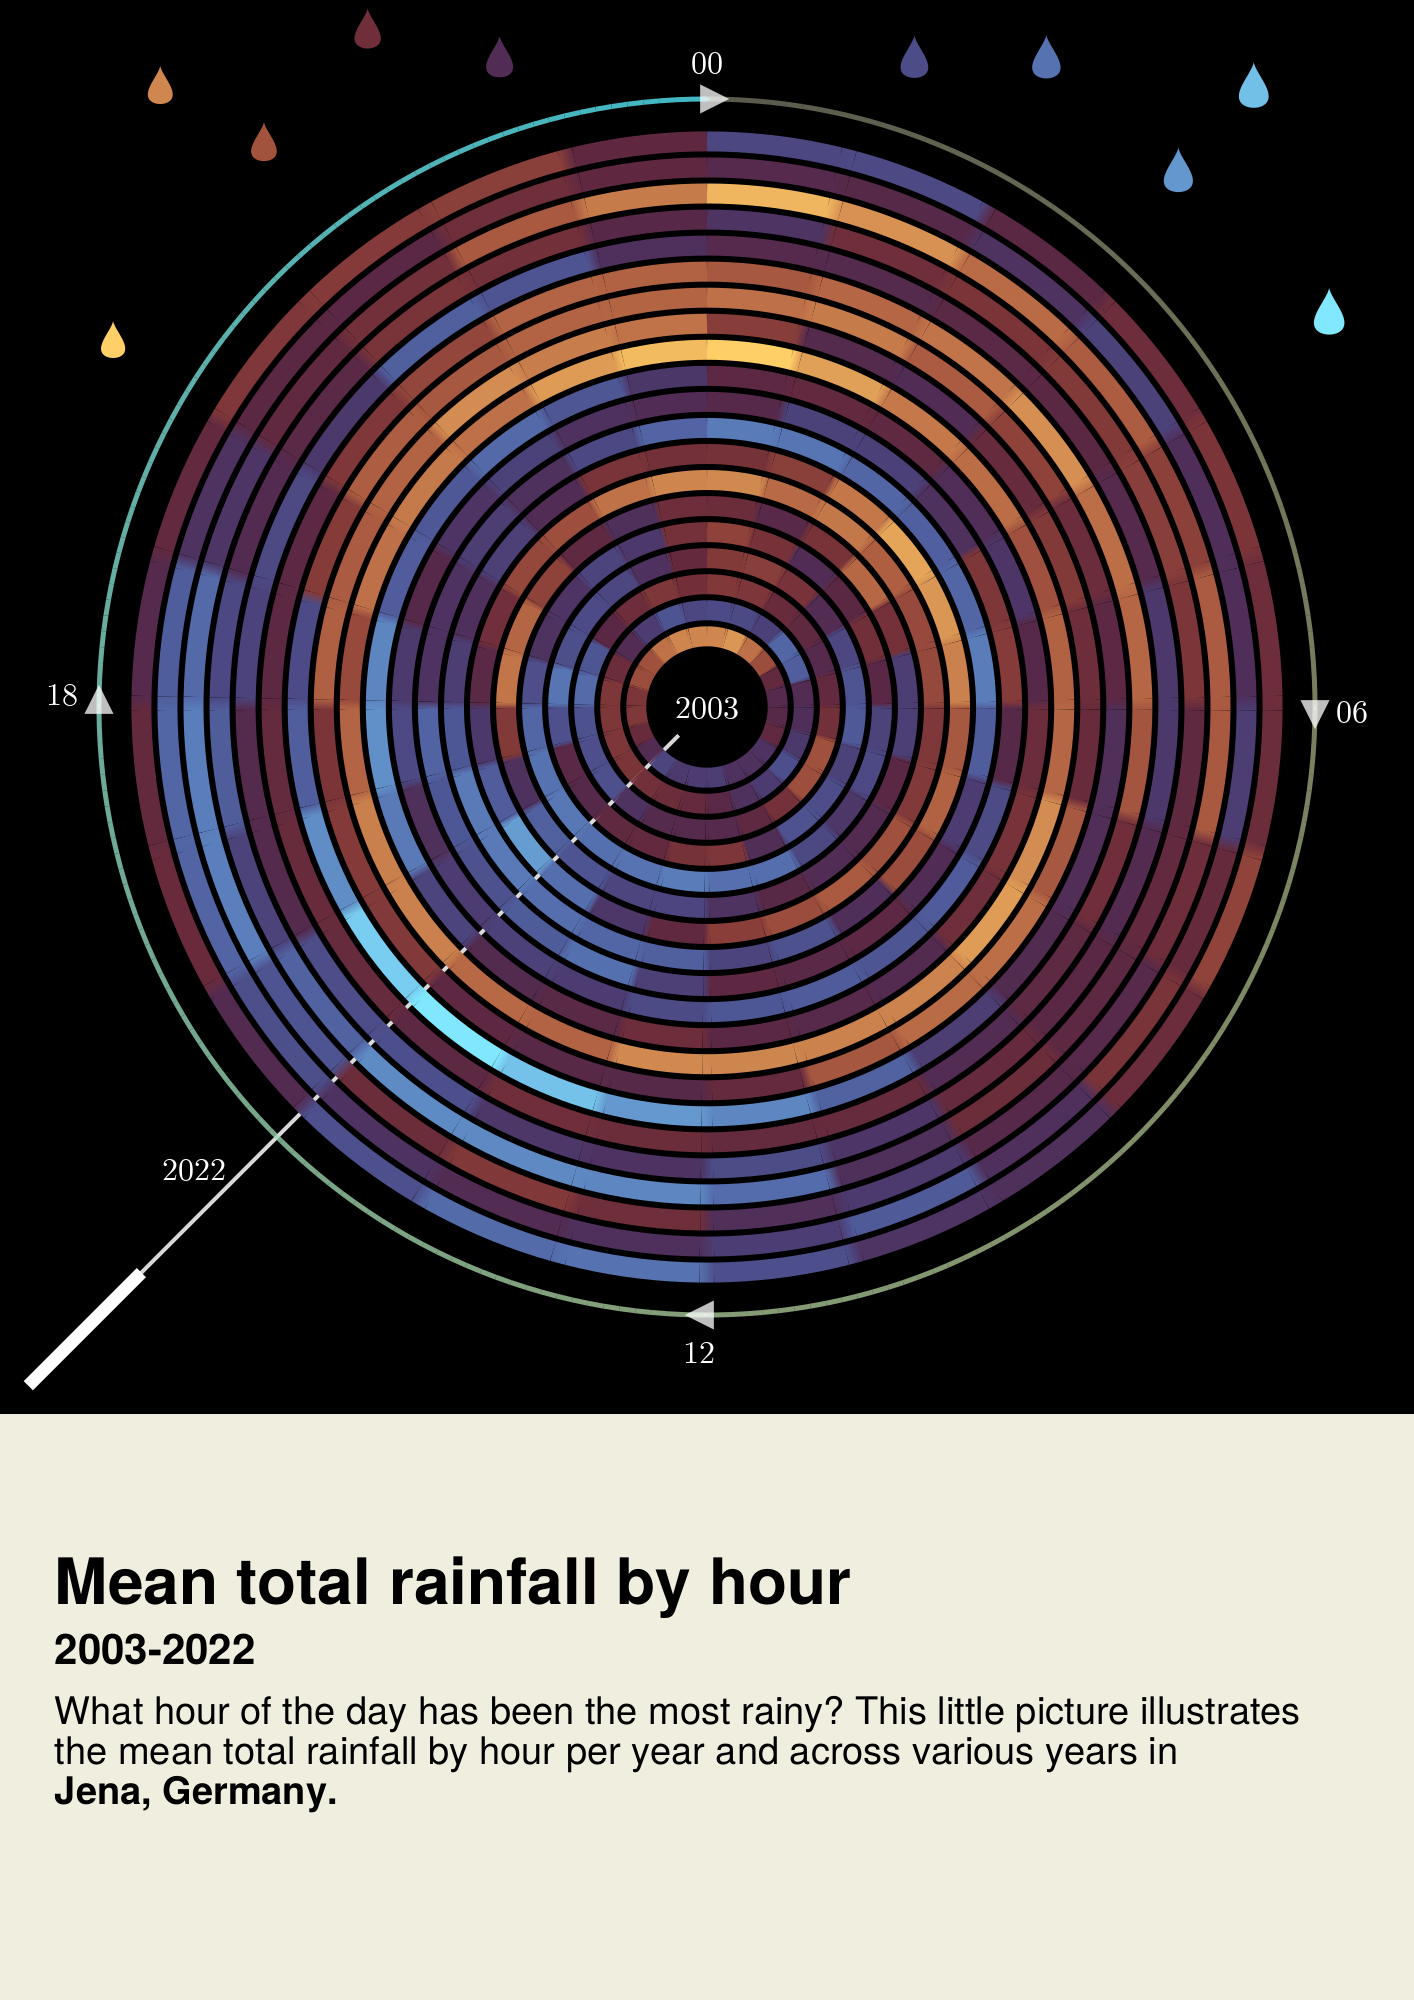 00
18
2003
06
2022
12
Mean total rainfall by hour
2003-2022
What hour of the day has been the most rainy? This little picture illustrates
the mean total rainfall by hour per year and across various years in
Jena, Germany.